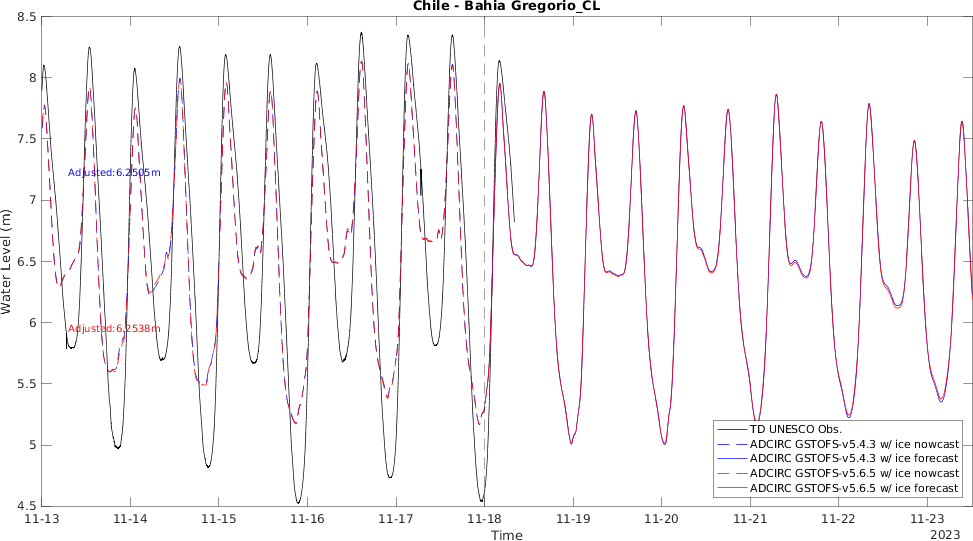 Chile - Bahia Gregorio_CL
8.5
8
7.5
7
6.5
6
5.5
5
4.5
Water Level (m)
Adjusted:6.2505m
Adjusted:6.2538m
TD UNESCO Obs.
ADCIRC GSTOFS-v5.4.3 w/ ice nowcast
ADCIRC GSTOFS-v5.4.3 w/ ice forecast
ADCIRC GSTOFS-v5.6.5 w/ ice nowcast
ADCIRC GSTOFS-v5.6.5 w/ ice forecast
11-13 11-14 11-15 11-16 11-17 11-18 11-19 11-20 11-21 11-22 11-23
Time 2023